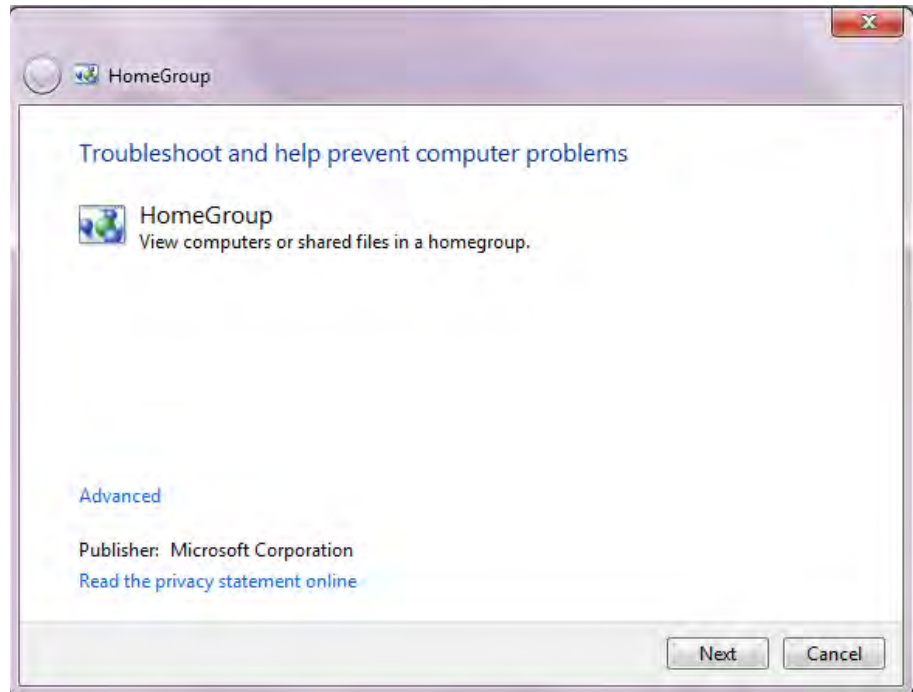 HomeGroup
Troubleshoot and help prevent computer problems
HomeGroup
View computers or shared files in a homegroup.
Advanced
Publisher: Microsoft Corporation
Read the privacy statement online
Next Cancel